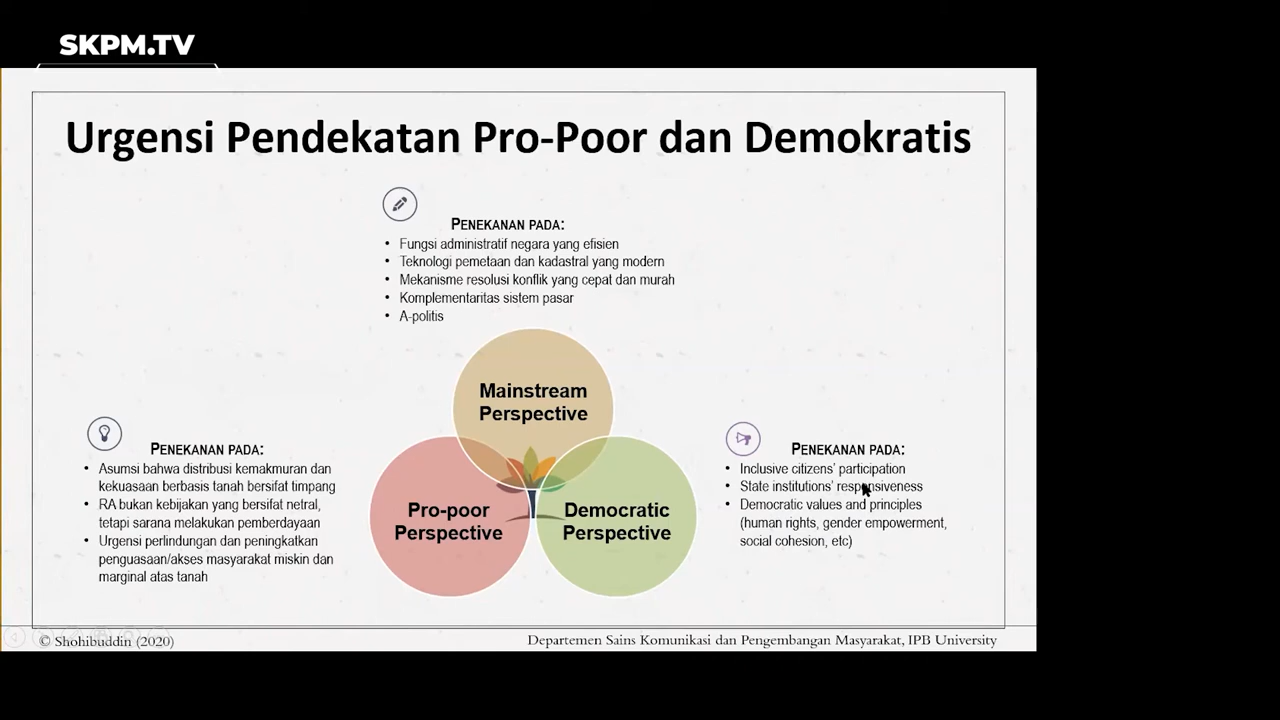 SKPM.TV
Urgensi Pendekatan Pro-Poor dan Demokratis
PENEKANAN PADA:
• Fungsi administratif negara yang efisien
• Teknologi pemetaan dan kadastral yang modern
• Mekanisme resolusi konflik yang cepat dan murah
• Komplementaritas sistem pasar
• A-politis
Mainstream
Perspective
PENEKANAN PADA:
• Asumsi bahwa distribusi kemakmuran dan
kekuasaan berbasis tanah bersifat timpang
• RA bukan kebijakan yang bersifat netral,
tetapi sarana melakukan pemberdayaan
• Urgensi perlindungan dan peningkatkan
penguasaan/akses masyarakat miskin dan
marginal atas tanah
Pro-poor
Perspective
Democratic
Perspective
PENEKANAN PADA:
• Inclusive citizens' participation
• State institutions' responsiveness
• Democratic values and principles
(human rights, gender empowerment,
social cohesion, etc)
© Shohibuddin (2020)
Departemen Sains Komunikasi dan Pengembangan Masyarakat, IPB University